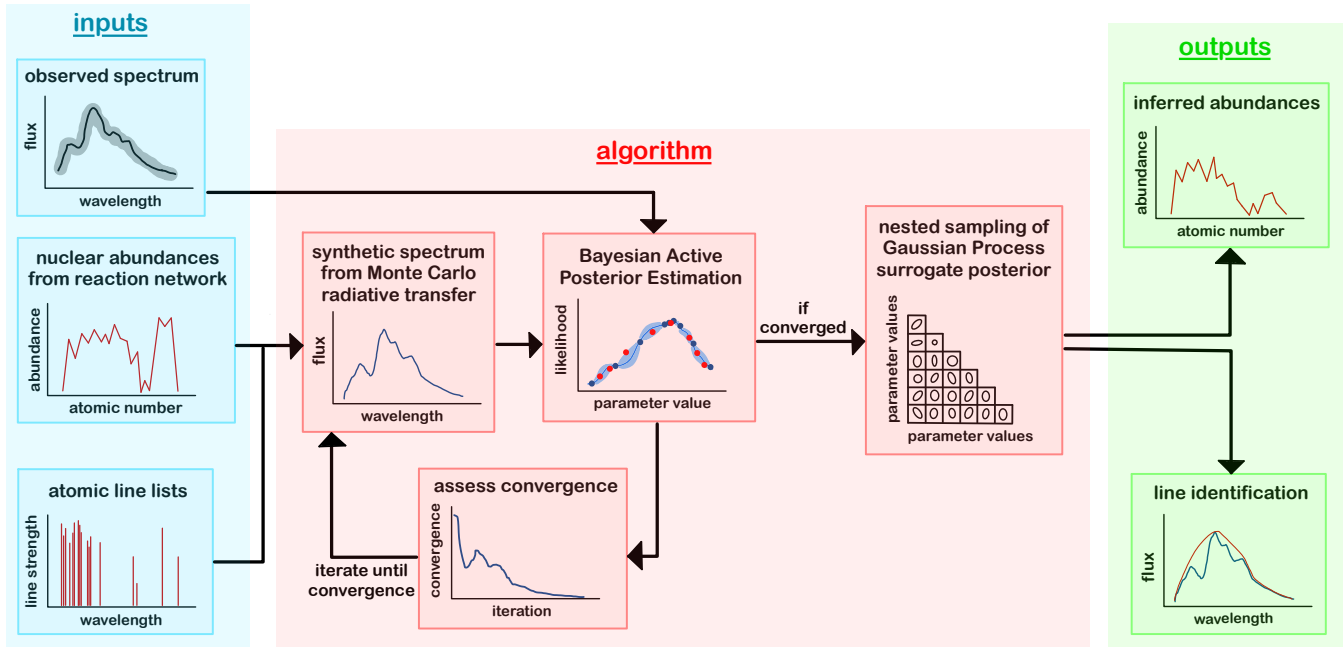 inputs
observed spectrum
flux
wavelength
nuclear abundances
from reaction network
abundance
atomic number
atomic line lists
line strength
wavelength
algorithm
synthetic spectrum
from Monte Carlo
radiative transfer
flux
wavelength
Bayesian Active
Posterior Estimation
likelihood
parameter value
assess convergence
convergence
iteration
iterate until
convergence
if
converged
nested sampling of
Gaussian Process
surrogate posterior
parameter values
parameter values
outputs
inferred abundances
abundance
atomic number
line identification
flux
wavelength